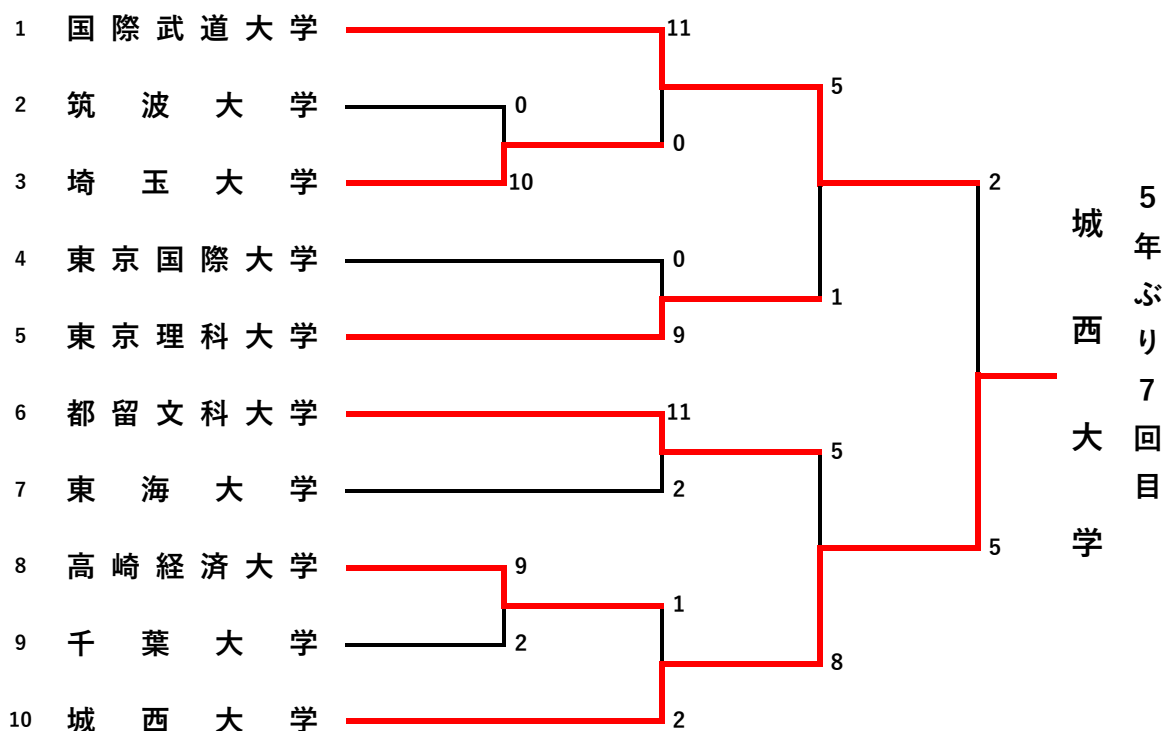 1 国際武道大学 11
5
2 筑波大学 0
0
3 埼玉大学 10
2
4 東京国際大学 0
1
5 東京理科大学 9
6 都留文科大学 11
5
7 東海大学 2
5
8 高崎経済大学 9
1
9 千葉大学 2
8
10 城西大学 2
5年ぶり7回目
城西大学